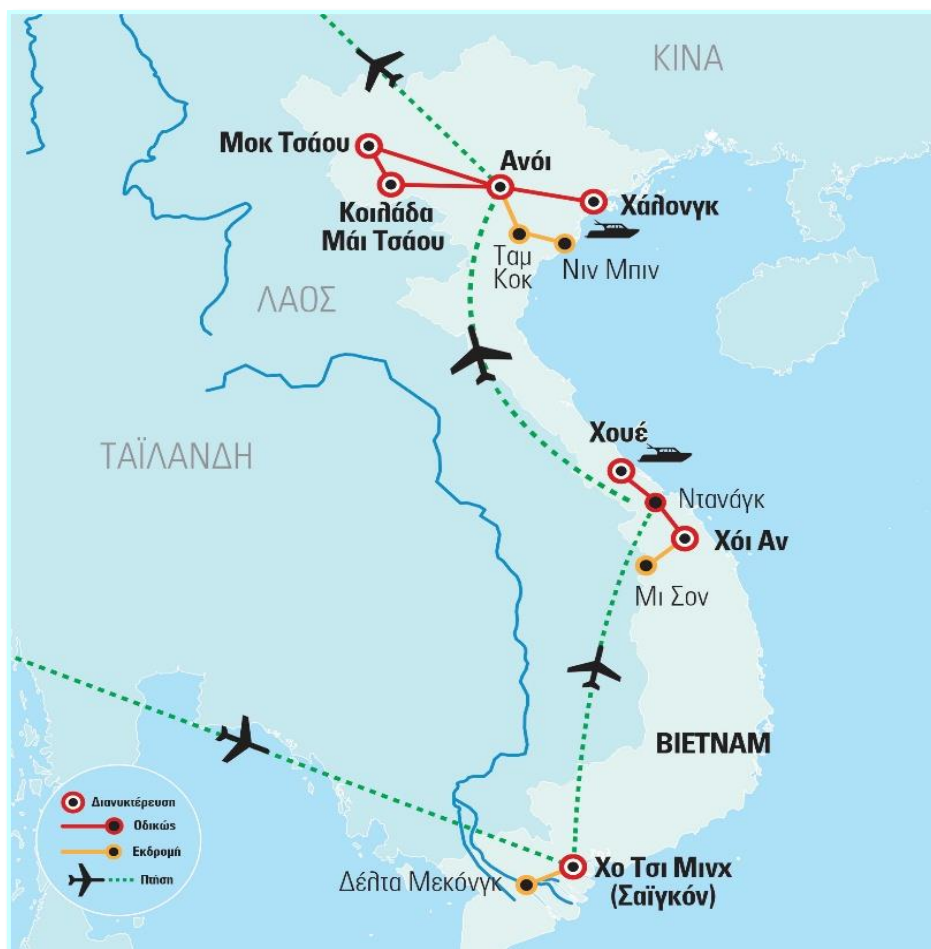 ΚΙΝΑ
Μοκ Τσάου
Ανόι
Κοιλάδα
Μάι Τσάου
Χάλονγκ
Ταμ
Κοκ
Νιν Μπιν
ΛΑΟΣ
ΤΑΪΛΑΝΔΗ
Χουέ
Ντανάγκ
Χόι Αν
Μι Σον
ΒΙΕΤΝΑΜ
Διανυκτέρευση
Οδικώς
Εκδρομή
Πτήση
Δέλτα Μεκόνγκ
Χο Τσι Μινχ
(Σαϊγκόν)